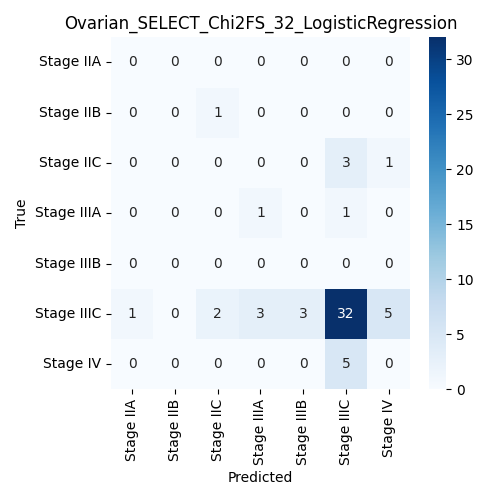 Ovarian_SELECT_Chi2FS_32_LogisticRegression
Stage IIA 0 0 0 0 0 0 0
Stage IIB 0 0 1 0 0 0 0
Stage IIC 0 0 0 0 0 3 1
Stage IIIA 0 0 0 1 0 1 0
Stage IIIB 0 0 0 0 0 0 0
Stage IIIC 1 0 2 3 3 32 5
Stage IV 0 0 0 0 0 5 0
True
Stage IIA
Stage IIB
Stage IIC
Stage IIIA
Stage IIIB
Stage IIIC
Stage IV
Predicted
30
25
20
15
10
5
0